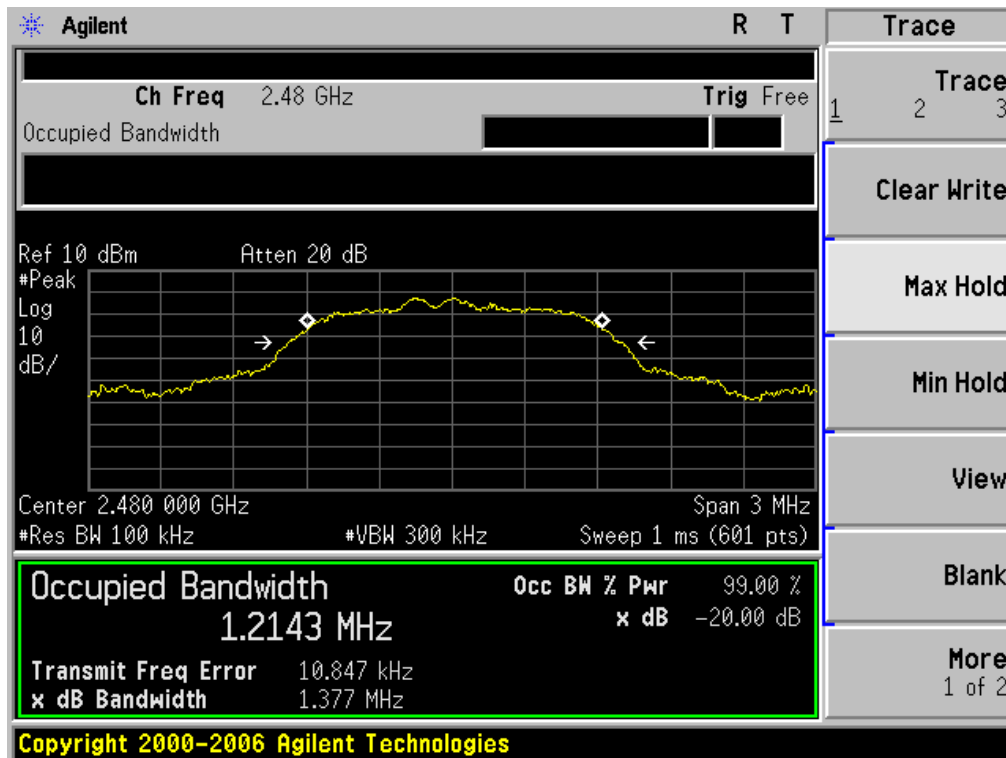 Agilent R T
Ch Freq 2.48 GHz Trig Free
Occupied Bandwidth
Ref 10 dBm Atten 20 dB
#Peak
Log
10
dB/
Center 2.480 000 GHz Span 3 MHz
#Res BW 100 kHz #VBW 300 kHz Sweep 1 ms (601 pts)
Occupied Bandwidth
1.2143 MHz
Occ BW % Pwr 99.00 %
x dB -20.00 dB
Transmit Freq Error 10.847 kHz
x dB Bandwidth 1.377 MHz
Copyright 2000-2006 Agilent Technologies
Trace
Trace
1 2 3
Clear Write
Max Hold
Min Hold
View
Blank
More
1 of 2